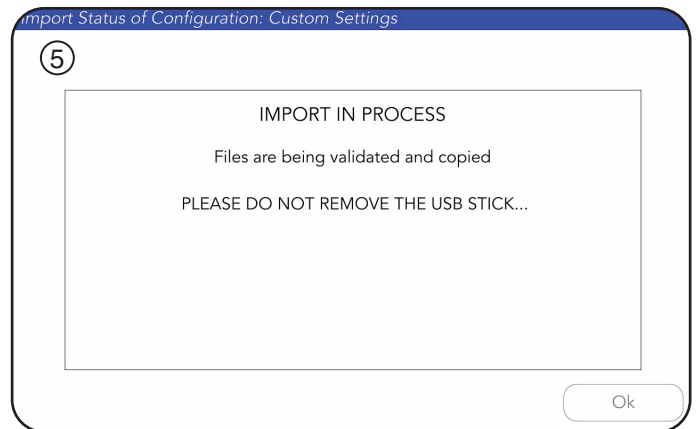 Import Status of Configuration: Custom Settings
5
IMPORT IN PROCESS
Files are being validated and copied
PLEASE DO NOT REMOVE THE USB STICK...
Ok